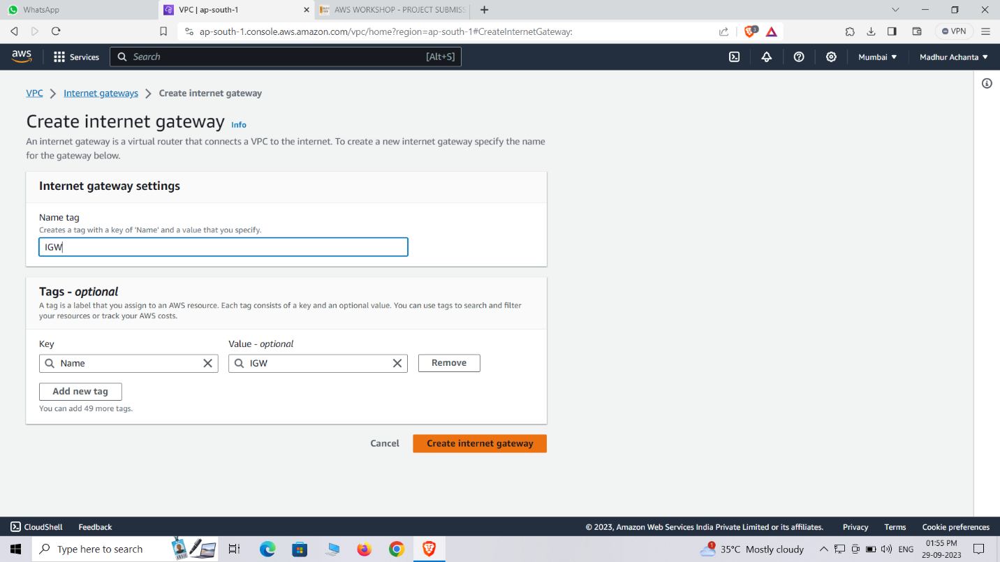 WhatsApp
VPC | ap-south-1
AWS WORKSHOP - PROJECT SUBMISS
ap-south-1.console.aws.amazon.com/vpc/home?region=ap-south-1#CreateInternetGateway:
3
VPN
aws
Services
Search
[Alt+S]
Mumbai
Madhur Achanta
VPC
Internet gateways
Create internet gateway
Create internet gateway Info
An internet gateway is a virtual router that connects a VPC to the internet. To create a new internet gateway specify the name
for the gateway below.
Internet gateway settings
Name tag
Creates a tag with a key of 'Name' and a value that you specify.
IGW
Tags - optional
A tag is a label that you assign to an AWS resource. Each tag consists of a key and an optional value. You can use tags to search and filter
your resources or track your AWS costs.
Key
Value - optional
Name
IGW
Remove
Add new tag
You can add 49 more tags.
Cancel
Create internet gateway
CloudShell
Feedback
© 2023, Amazon Web Services India Private Limited or its affiliates.
Privacy
Terms
Cookie preferences
Type here to search
1
35°C Mostly cloudy
ENG
01:55 PM
29-09-2023